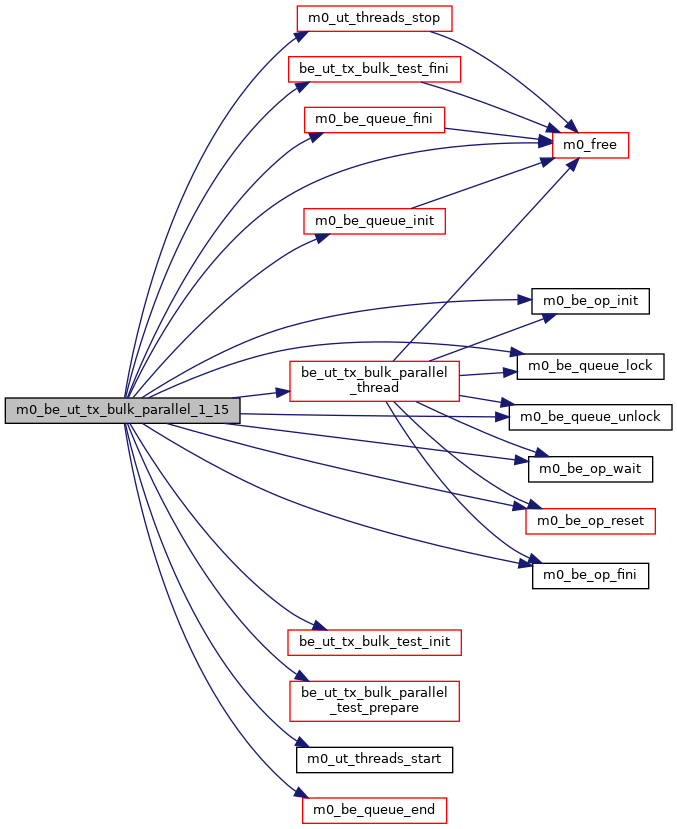 m0_ut_threads_stop
be_ut_tx_bulk_test_fini
m0_be_queue_fini
m0_free
m0_be_queue_init
m0_be_op_init
m0_be_queue_lock
be_ut_tx_bulk_parallel
_thread
m0_be_ut_tx_bulk_parallel_1_15
m0_be_queue_unlock
m0_be_op_wait
m0_be_op_reset
m0_be_op_fini
be_ut_tx_bulk_test_init
be_ut_tx_bulk_parallel
_test_prepare
m0_ut_threads_start
m0_be_queue_end